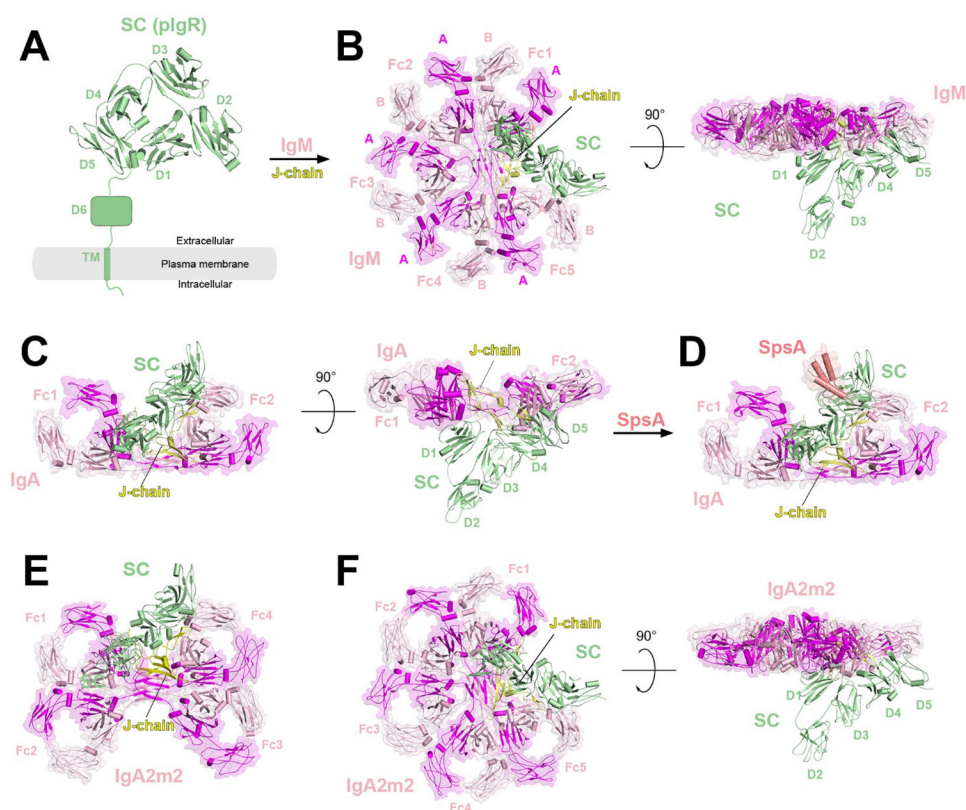 A
SC (pIgR)
D3
D4
D2
D5
D1
D6
TM
Extracellular
Plasma membrane
Intracellular
IgM
J-chain
B
A
B
Fc2
Fc1
A
B
J-chain
SC
A
Fc3
B
B
IgM
A
Fc4
B
A
Fc5
90°
IgM
D1
D4
D5
SC
D3
D2
C
SC
Fc1
Fc2
IgA
J-chain
90°
IgA
J-chain
Fc2
Fc1
D1
D5
D4
SC
D3
D2
SpsA
D
SpsA
SC
Fc1
Fc2
IgA
J-chain
E
SC
Fc1
Fc4
J-chain
Fc2
Fc3
IgA2m2
F
Fc1
Fc2
J-chain
SC
Fc3
IgA2m2
Fc5
Fc4
90°
IgA2m2
D1
D5
D4
SC
D3
D2